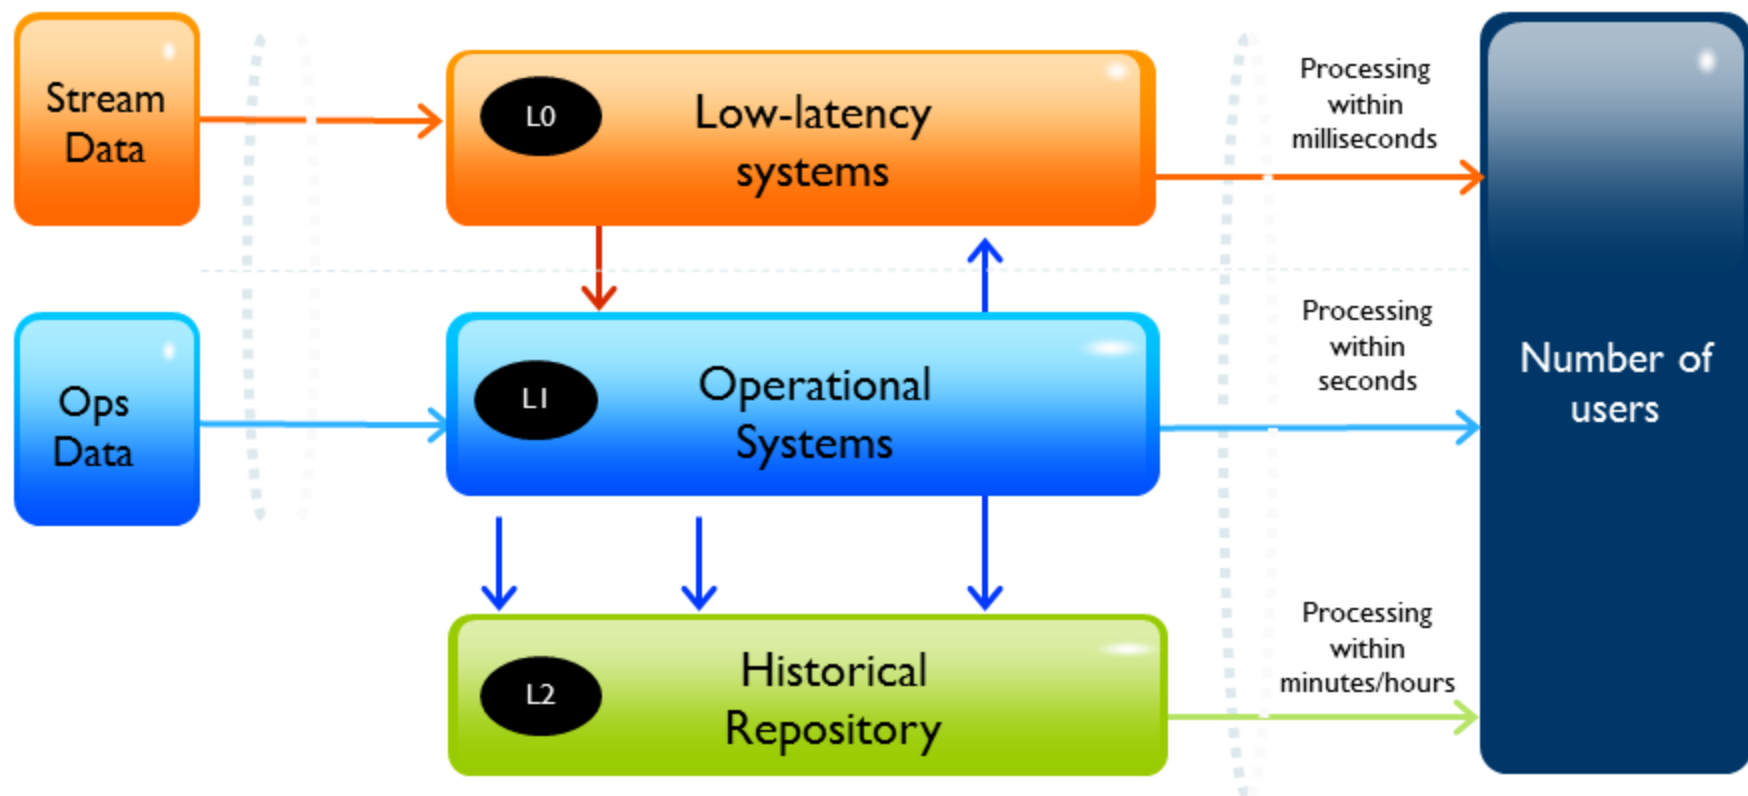 Stream
Data
L0
Low-latency
systems
Processing
within
milliseconds
Ops
Data
L1
Operational
Systems
Processing
within
seconds
Number of
users
L2
Historical
Repository
Processing
within
minutes/hours